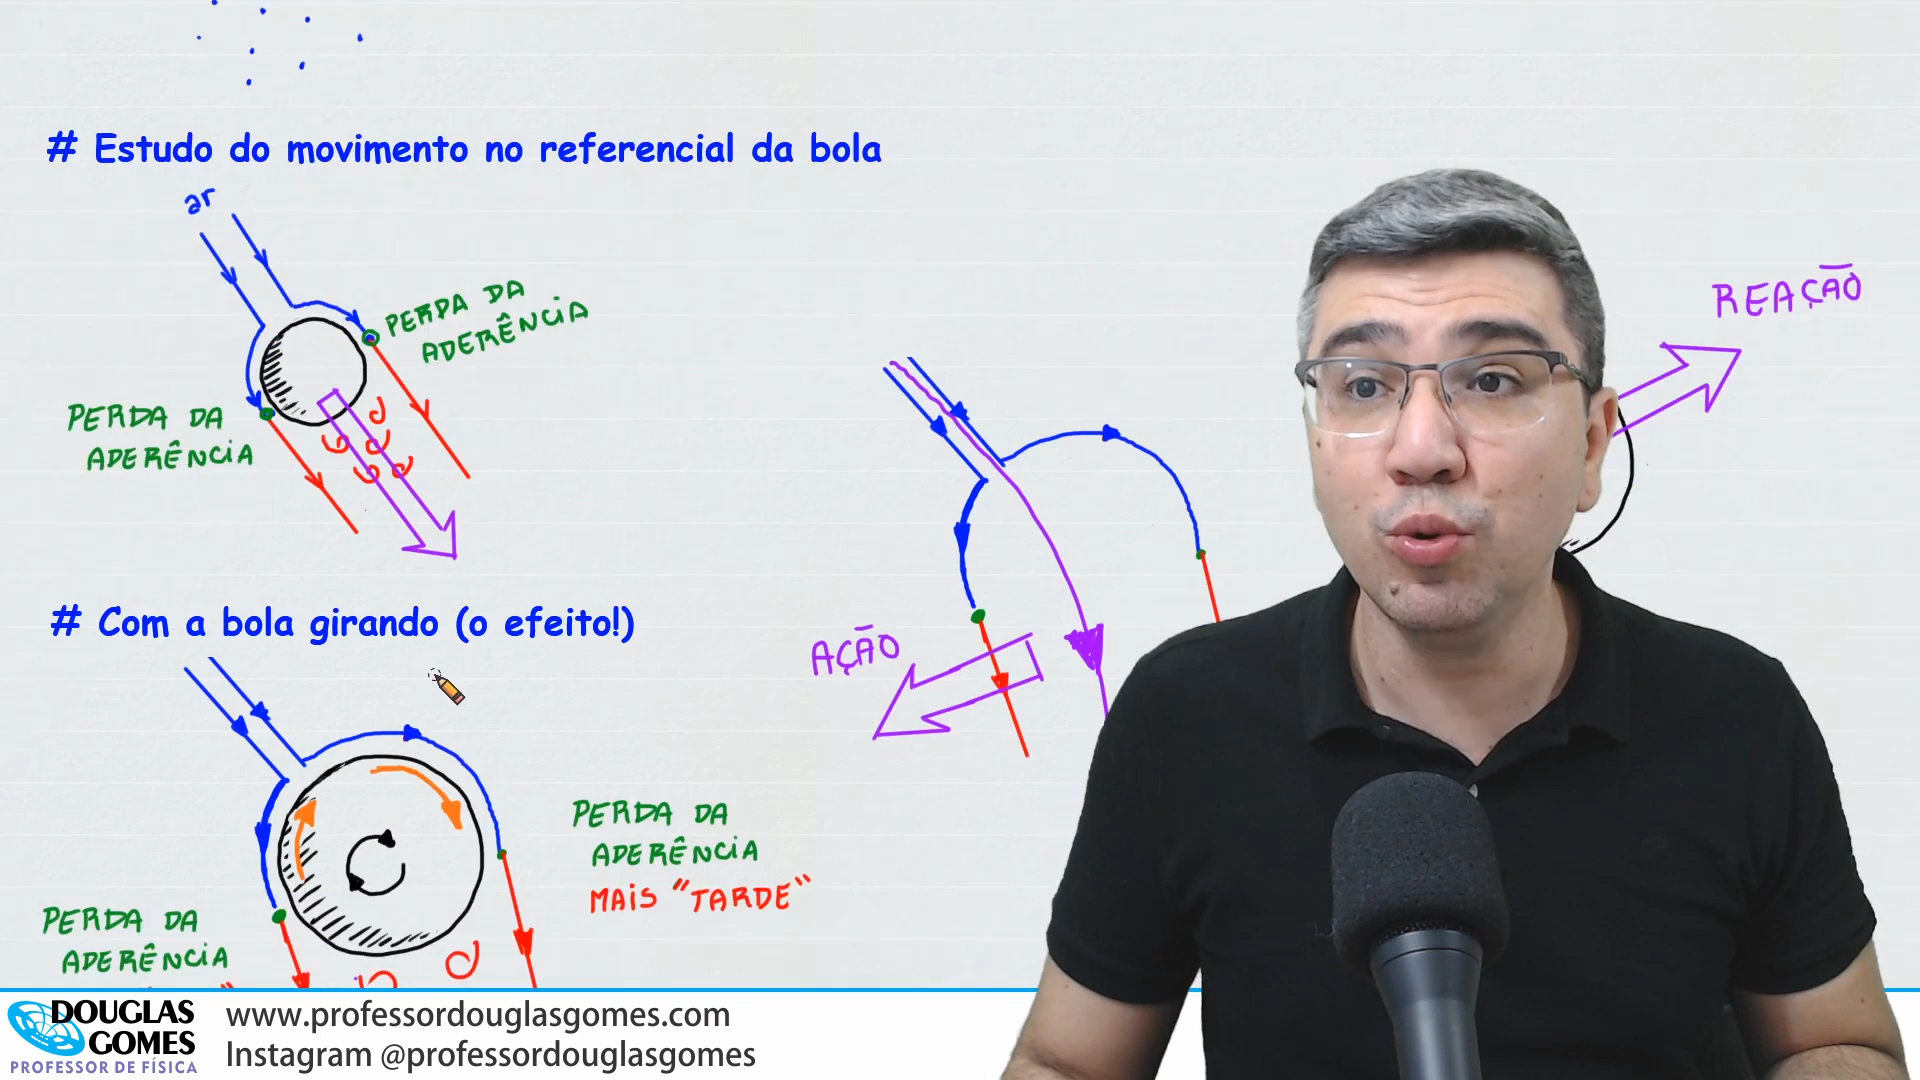 # Estudo do movimento no referencial da bola
ar
PERDA DA
ADERÊNCIA
PERDA DA
ADERÊNCIA
REAÇÃO
AÇÃO
# Com a bola girando (o efeito!)
PERDA DA
ADERÊNCIA
MAIS "TARDE"
PERDA DA
ADERÊNCIA
DOUGLAS
GOMES
PROFESSOR DE FÍSICA
www.professordouglasgomes.com
Instagram @professordouglasgomes